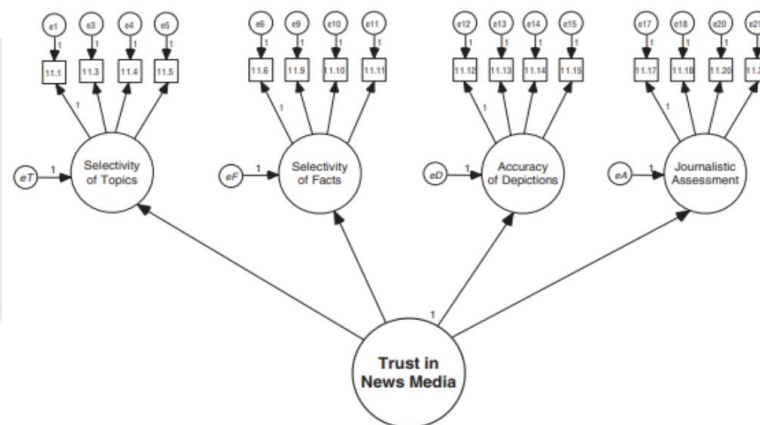 e1 e3 e4 e5 e6 e9 e10 e11 e12 e13 e14 e15 e17 e18 e20
1 1 1 1 1 1 1 1 1 1 1 1 1 1 1 1
11.1 11.3 11.4 11.5 11.6 11.9 11.10 11.11 11.12 11.13 11.14 11.15 11.17 11.18 11.20
1 1 1 1
eT 1 Selectivity
of Topics
eF 1 Selectivity
of Facts
eD 1 Accuracy
of Depictions
eA 1 Journalistic
Assessment
1
Trust in
News Media